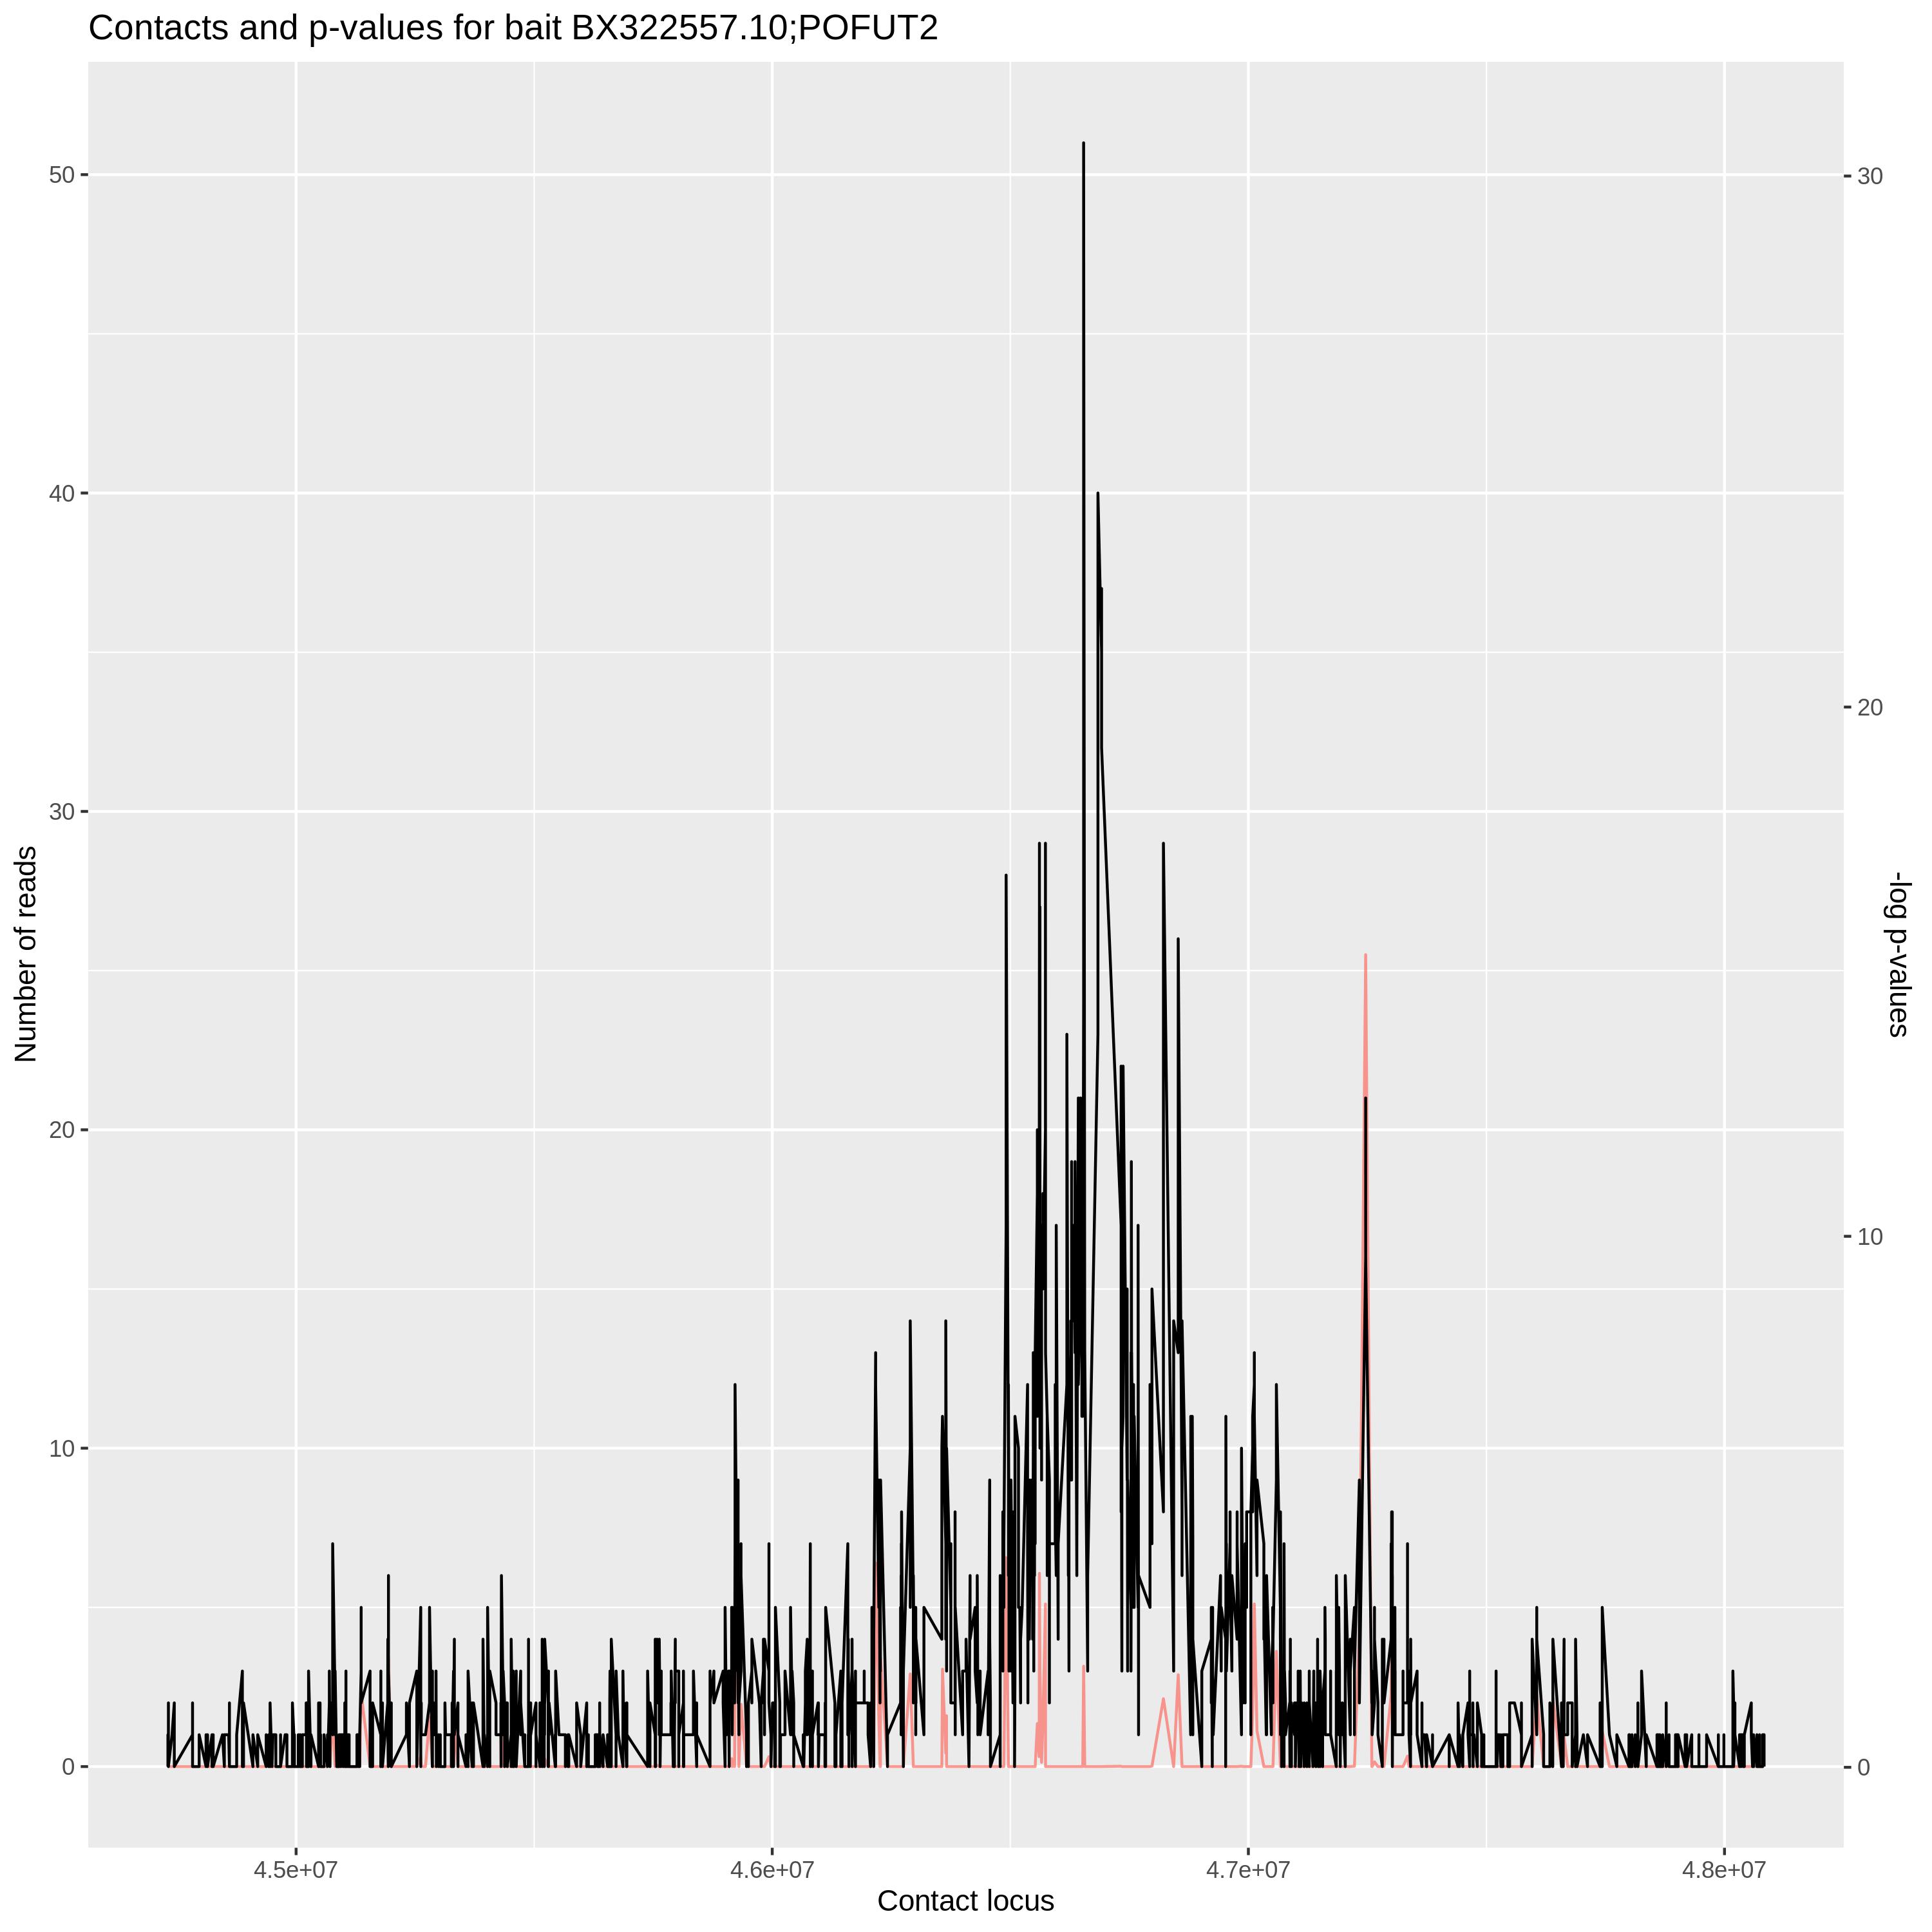 Contacts and p-values for bait BX322557.10;POFUT2
50
40
30
20
10
0
30
20
10
0
Number of reads
-log p-values
4.5e+07
4.6e+07
4.7e+07
4.8e+07
Contact locus